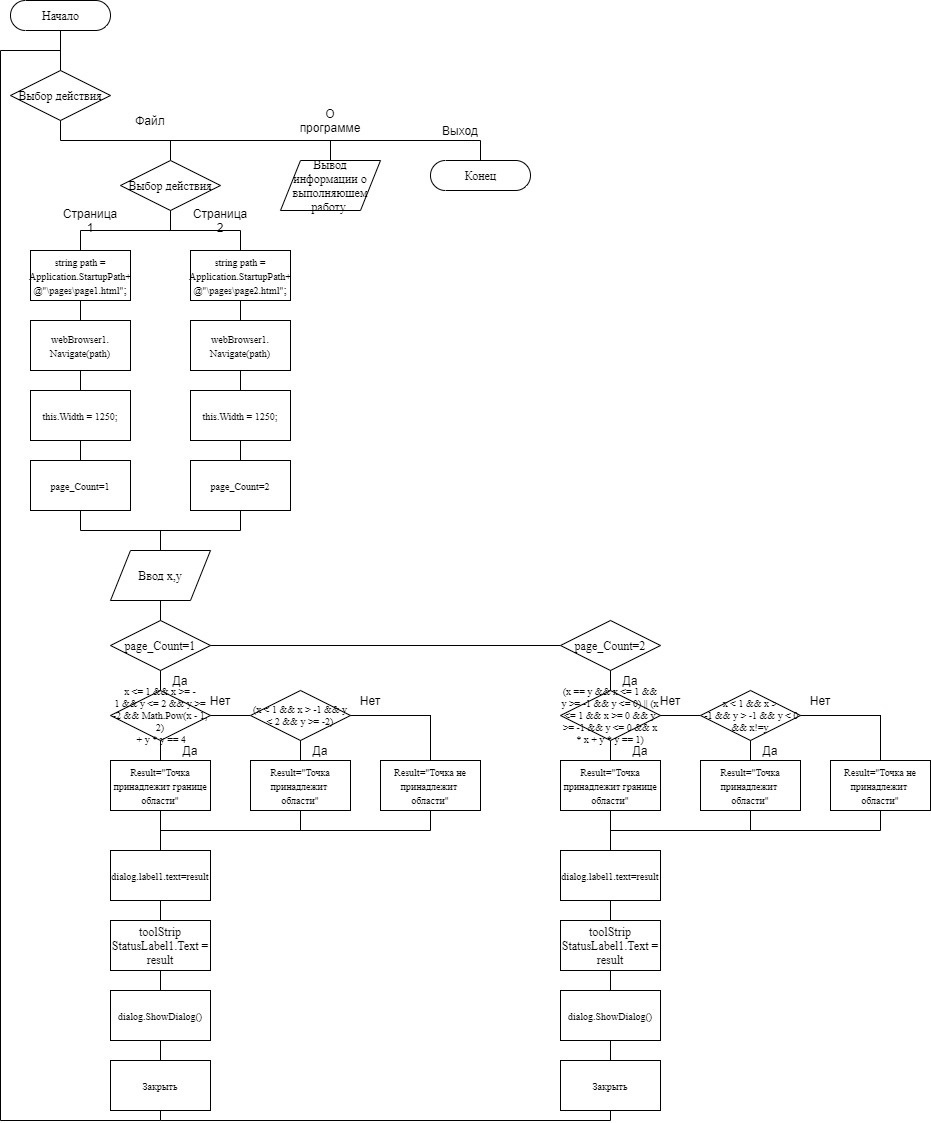 Начало
Выбор действия
Файл
О
программе
Выход
Выбор действия
Вывод
информации о
выполняюшем
работу
Конец
Страница
1
Страница
2
string path =
Application.StartupPath+
@"\pages\page1.html";
string path =
Application.StartupPath+
@"\pages\page2.html";
webBrowser1.
Navigate(path)
webBrowser1.
Navigate(path)
this.Width = 1250;
this.Width = 1250;
page_Count=1
page_Count=2
Ввод x,y
page_Count=1
page_Count=2
Да
Да
x <= 1 && x >= -
1 && y <= 2 && y >=
-2 && Math.Pow(x - 1,
2)
+ y * y == 4
Нет
(x < 1 && x > -1 && y
< 2 && y >= -2)
Нет
(x == y && x <= 1 &&
y >= -1 && y <= 0) || (x
<= 1 && x >= 0 && y
>= -1 && y <= 0 && x
* x + y * y == 1)
Нет
x < 1 && x >
-1 && y > -1 && y < 0
&& x!=y
Нет
Да
Да
Да
Да
Result="Точка
принадлежит границе
области"
Result="Точка
принадлежит
области"
Result="Точка не
принадлежит
области"
Result="Точка
принадлежит границе
области"
Result="Точка
принадлежит
области"
Result="Точка не
принадлежит
области"
dialog.label1.text=result
dialog.label1.text=result
toolStrip
StatusLabel1.Text =
result
toolStrip
StatusLabel1.Text =
result
dialog.ShowDialog()
dialog.ShowDialog()
Закрыть
Закрыть